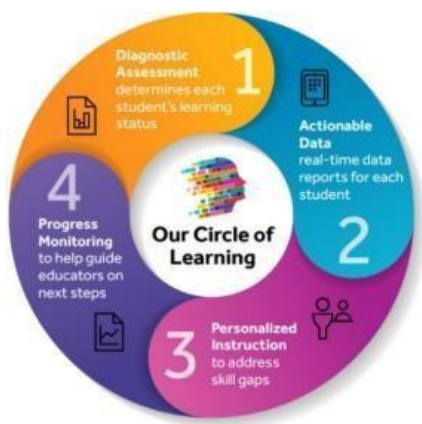 Diagnostic
Assessment
determines each
student's learning
status
1
Actionable
Data
real-time data
reports for each
student
2
Personalized
Instruction
to address
skill gaps
3
4
Progress
Monitoring
to help guide
educators on
next steps
Our Circle of
Learning